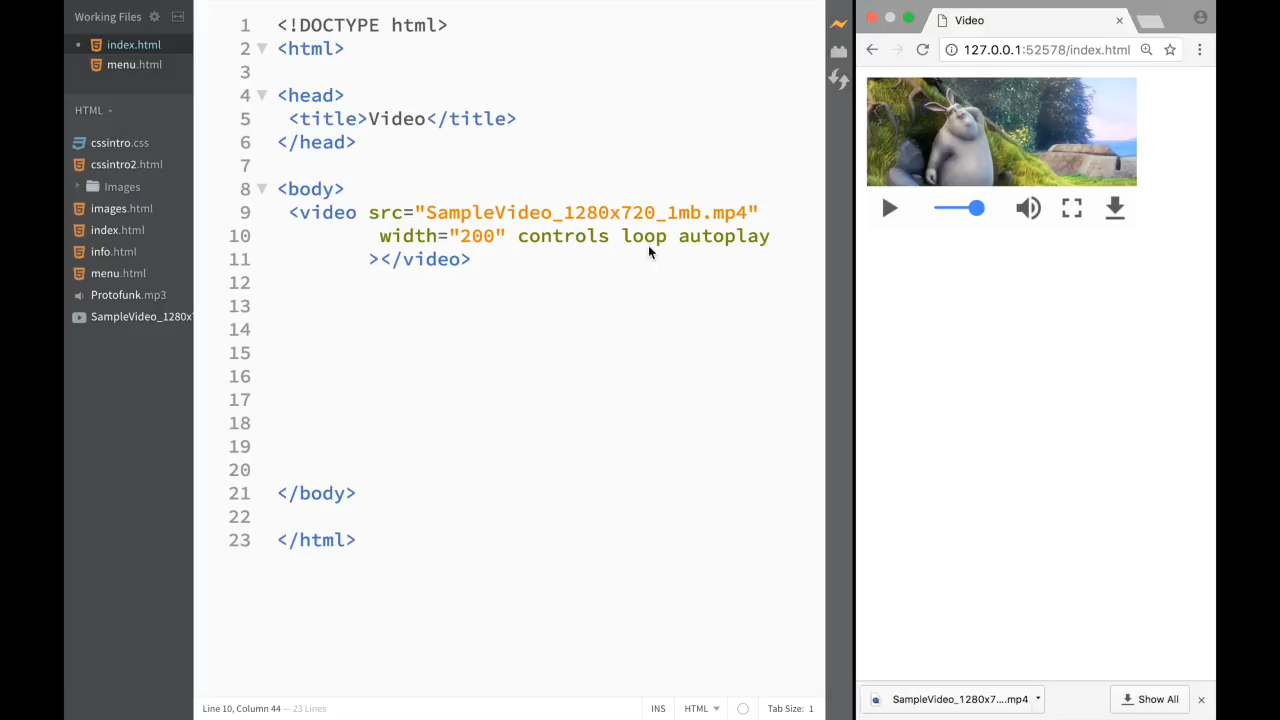 Working Files
index.html
menu.html
HTML
cssintro.css
cssintro2.html
Images
images.html
index.html
info.html
menu.html
Protofunk.mp3
SampleVideo_1280x7
1 <!DOCTYPE html>
2 <html>
3
4 <head>
5 <title>Video</title>
6 </head>
7
8 <body>
9 <video src="SampleVideo_1280x720_1mb.mp4"
10 width="200" controls loop autoplay
11 ></video>
12
13
14
15
16
17
18
19
20
21 </body>
22
23 </html>
Line 10, Column 44 — 23 Lines
INS
HTML
Tab Size: 1
Video
127.0.0.1:52578/index.html
SampleVideo_1280x7....mp4
Show All